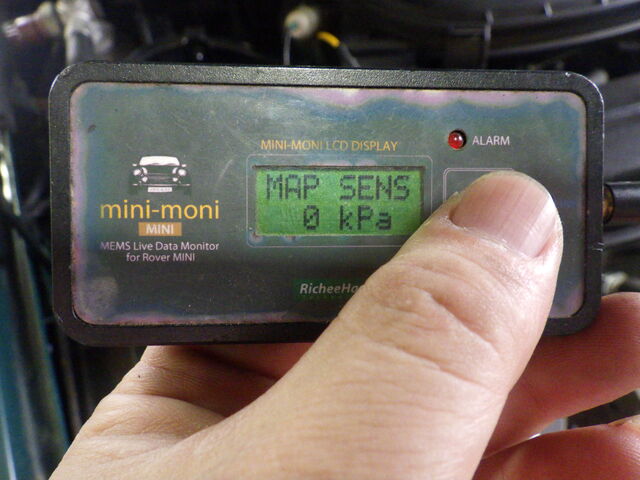 MINI-MONI LCD DISPLAY
ALARM
MAP SENS
0 kPa
mini-moni
MINI
MEMS Live Data Monitor
for Rover MINI